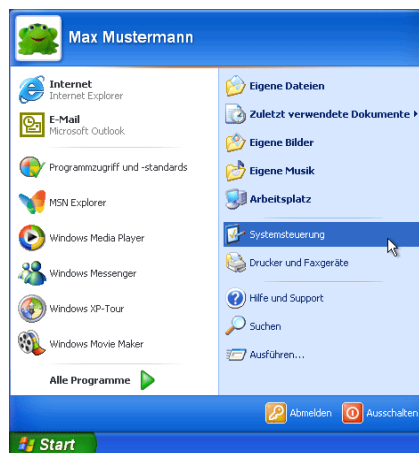 Max Mustermann
Internet
Internet Explorer
E-Mail
Microsoft Outlook
Programmzugriff und -standards
MSN Explorer
Windows Media Player
Windows Messenger
Windows XP-Tour
Windows Movie Maker
Alle Programme
Eigene Dateien
Zuletzt verwendete Dokumente
Eigene Bilder
Eigene Musik
Arbeitsplatz
Systemsteuerung
Drucker und Faxgeräte
Hilfe und Support
Suchen
Ausführen...
Abmelden
Ausschalten
Start